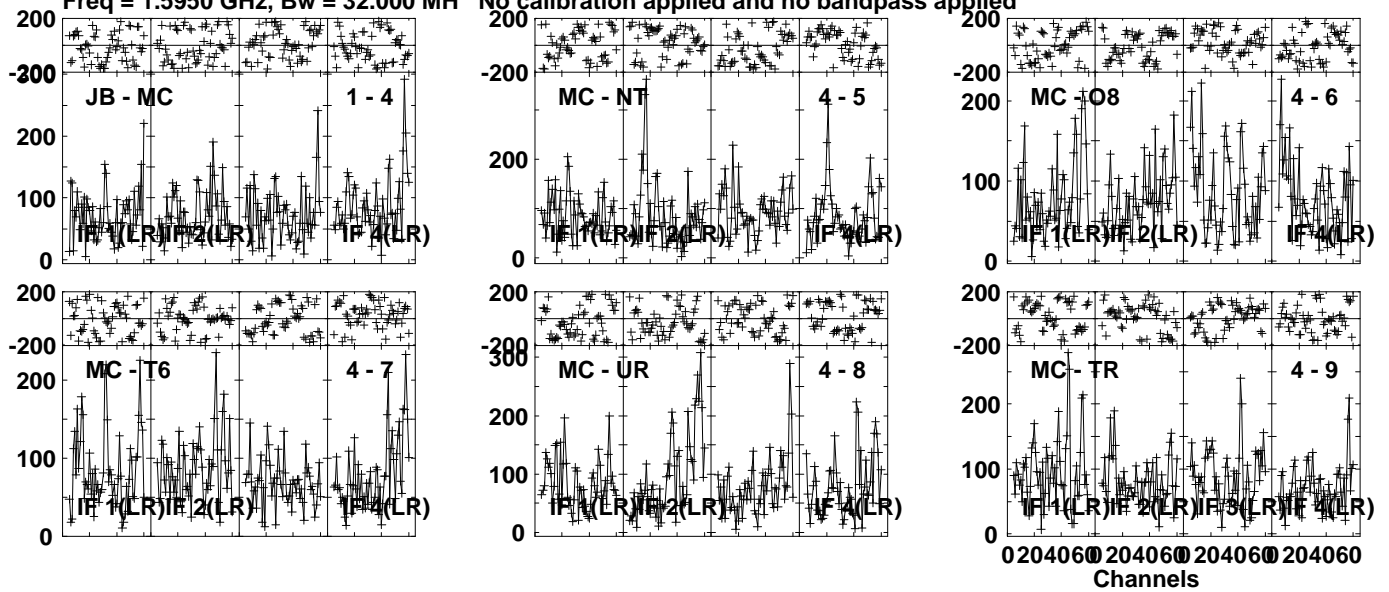 Freq = 1.5950 GHz, Bw = 32.000 MH No calibration applied and no bandpass applied
200
-200
300
200
100
0
JB - MC 1 - 4
IF 1(LR) IF 2(LR) IF 4(LR)
200
-200
200
0
MC - NT 4 - 5
IF 1(LR) IF 2(LR) IF 4(LR)
200
-200
200
100
0
MC - O8 4 - 6
IF 1(LR) IF 2(LR) IF 4(LR)
200
-200
200
100
0
MC - T6 4 - 7
IF 1(LR) IF 2(LR) IF 4(LR)
200
-200
300
200
100
0
MC - UR 4 - 8
IF 1(LR) IF 2(LR) IF 4(LR)
200
-200
200
100
0
MC - TR 4 - 9
IF 1(LR) IF 2(LR) IF 3(LR) IF 4(LR)
0 20 40 60 0 20 40 60 0 20 40 60 0 20 40 60
Channels